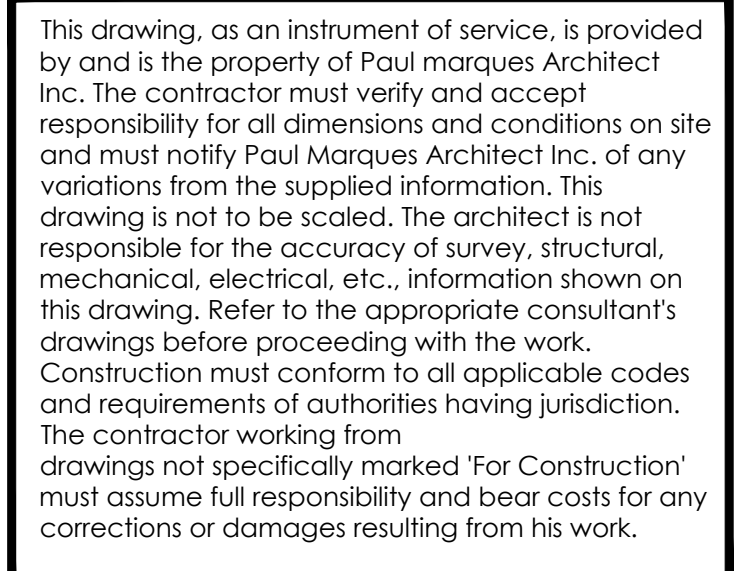 This drawing, as an instrument of service, is provided
by and is the property of Paul marques Architect
Inc. The contractor must verify and accept
responsibility for all dimensions and conditions on site
and must notify Paul Marques Architect Inc. of any
variations from the supplied information. This
drawing is not to be scaled. The architect is not
responsible for the accuracy of survey, structural,
mechanical, electrical, etc., information shown on
this drawing. Refer to the appropriate consultant's
drawings before proceeding with the work.
Construction must conform to all applicable codes
and requirements of authorities having jurisdiction.
The contractor working from
drawings not specifically marked 'For Construction'
must assume full responsibility and bear costs for any
corrections or damages resulting from his work.